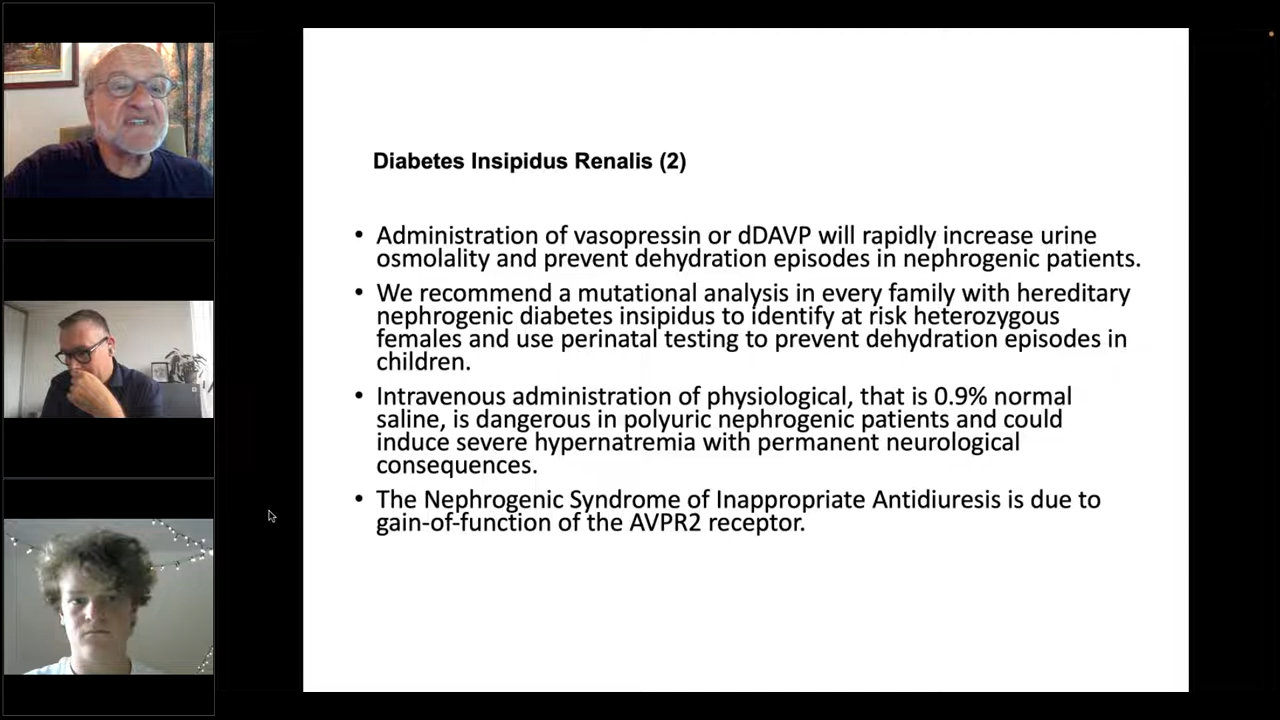 Diabetes Insipidus Renalis (2)
• Administration of vasopressin or dDAVP will rapidly increase urine
osmolality and prevent dehydration episodes in nephrogenic patients.
• We recommend a mutational analysis in every family with hereditary
nephrogenic diabetes insipidus to identify at risk heterozygous
females and use perinatal testing to prevent dehydration episodes in
children.
• Intravenous administration of physiological, that is 0.9% normal
saline, is dangerous in polyuric nephrogenic patients and could
induce severe hypernatremia with permanent neurological
consequences.
• The Nephrogenic Syndrome of Inappropriate Antidiuresis is due to
gain-of-function of the AVPR2 receptor.